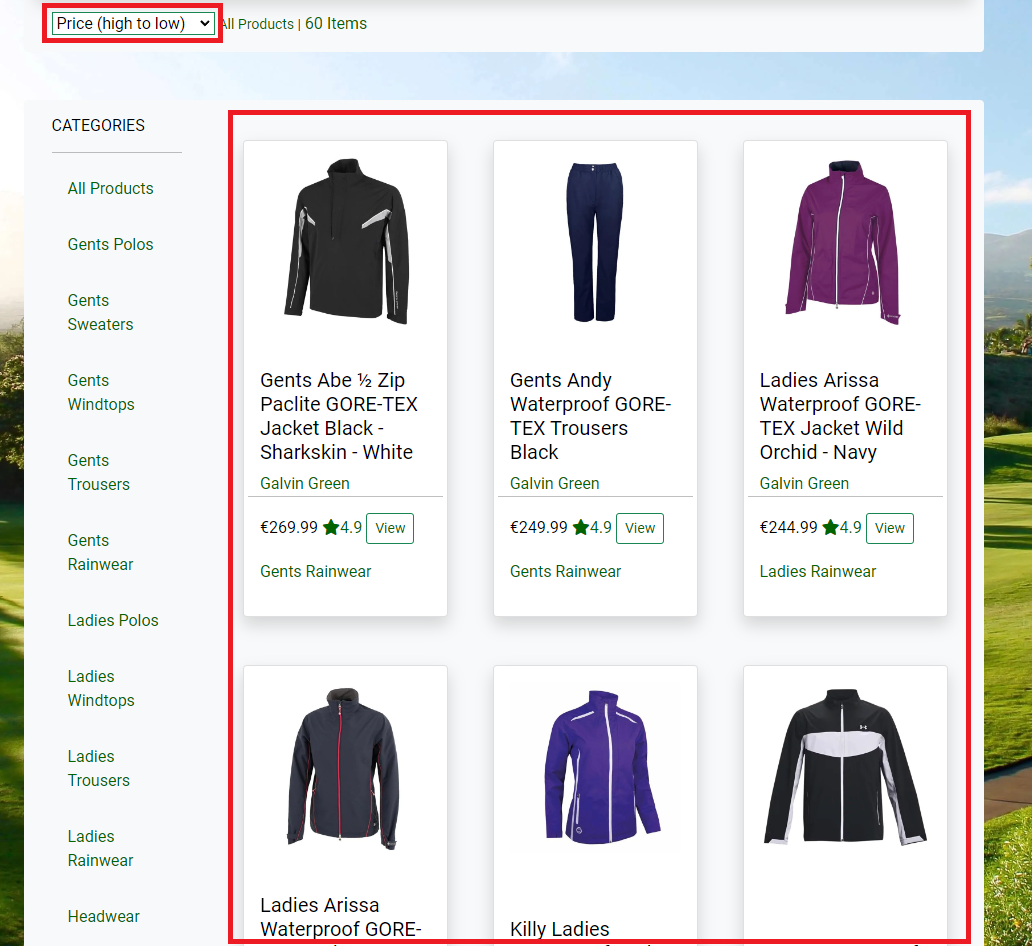 Price (high to low)
All Products | 60 Items
CATEGORIES
All Products
Gents Polos
Gents
Sweaters
Gents
Windtops
Gents
Trousers
Gents
Rainwear
Ladies Polos
Ladies
Windtops
Ladies
Trousers
Ladies
Rainwear
Headwear
Gents Abe ½ Zip
Paclite GORE-TEX
Jacket Black -
Sharkskin - White
Galvin Green
€269.99 4.9 View
Gents Rainwear
Gents Andy
Waterproof GORE-
TEX Trousers
Black
Galvin Green
€249.99 4.9 View
Gents Rainwear
Ladies Arissa
Waterproof GORE-
TEX Jacket Wild
Orchid - Navy
Galvin Green
€244.99 4.9 View
Ladies Rainwear
Ladies Arissa
Waterproof GORE-
Killy Ladies